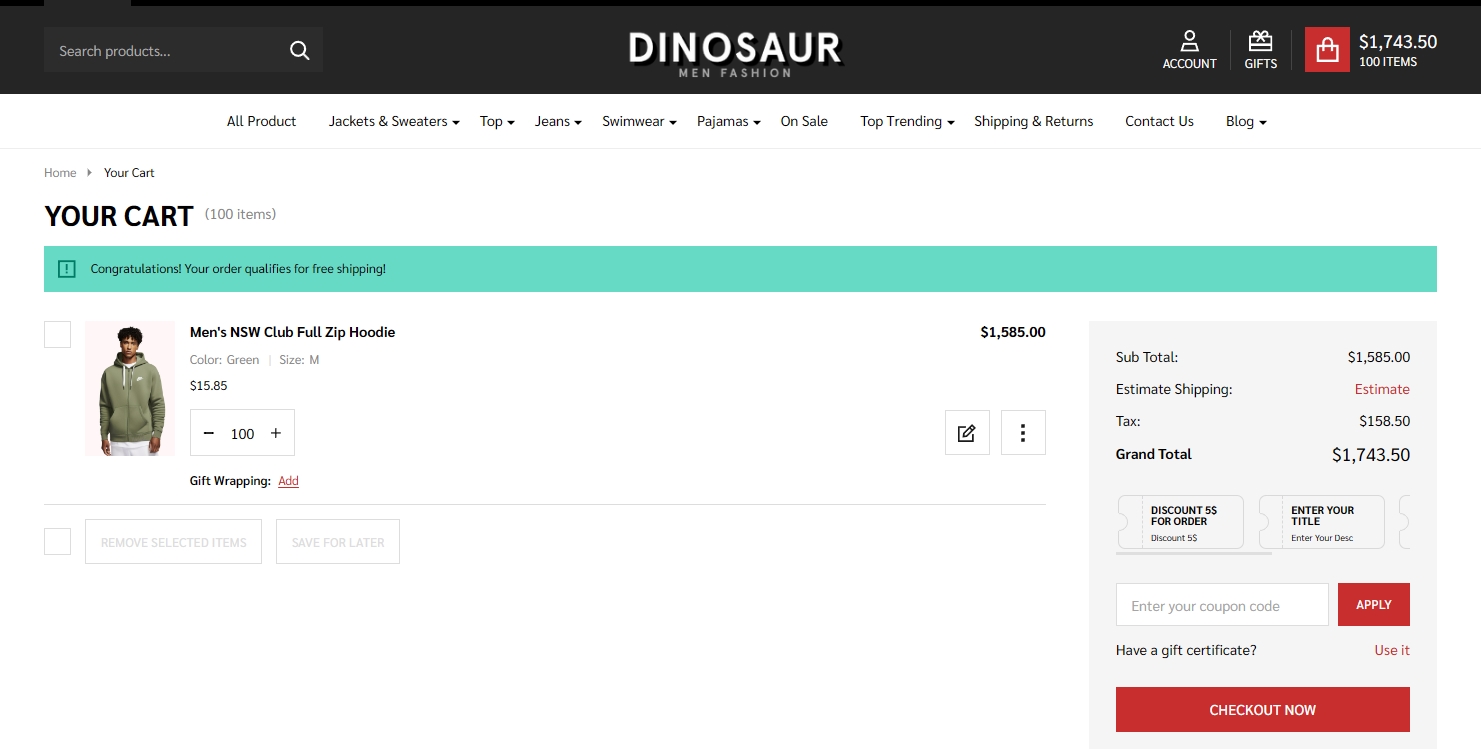 Search products...
DINOSAUR
MEN FASHION
ACCOUNT
GIFTS
$1,743.50
100 ITEMS
All Product
Jackets & Sweaters
Top
Jeans
Swimwear
Pajamas
On Sale
Top Trending
Shipping & Returns
Contact Us
Blog
Home
Your Cart
YOUR CART (100 items)
Congratulations! Your order qualifies for free shipping!
Men's NSW Club Full Zip Hoodie
$1,585.00
Color: Green | Size: M
$15.85
− 100 +
Gift Wrapping: Add
REMOVE SELECTED ITEMS
SAVE FOR LATER
Sub Total: $1,585.00
Estimate Shipping: Estimate
Tax: $158.50
Grand Total $1,743.50
DISCOUNT 5$
FOR ORDER
Discount 5$
ENTER YOUR
TITLE
Enter Your Desc
Enter your coupon code
APPLY
Have a gift certificate? Use it
CHECKOUT NOW